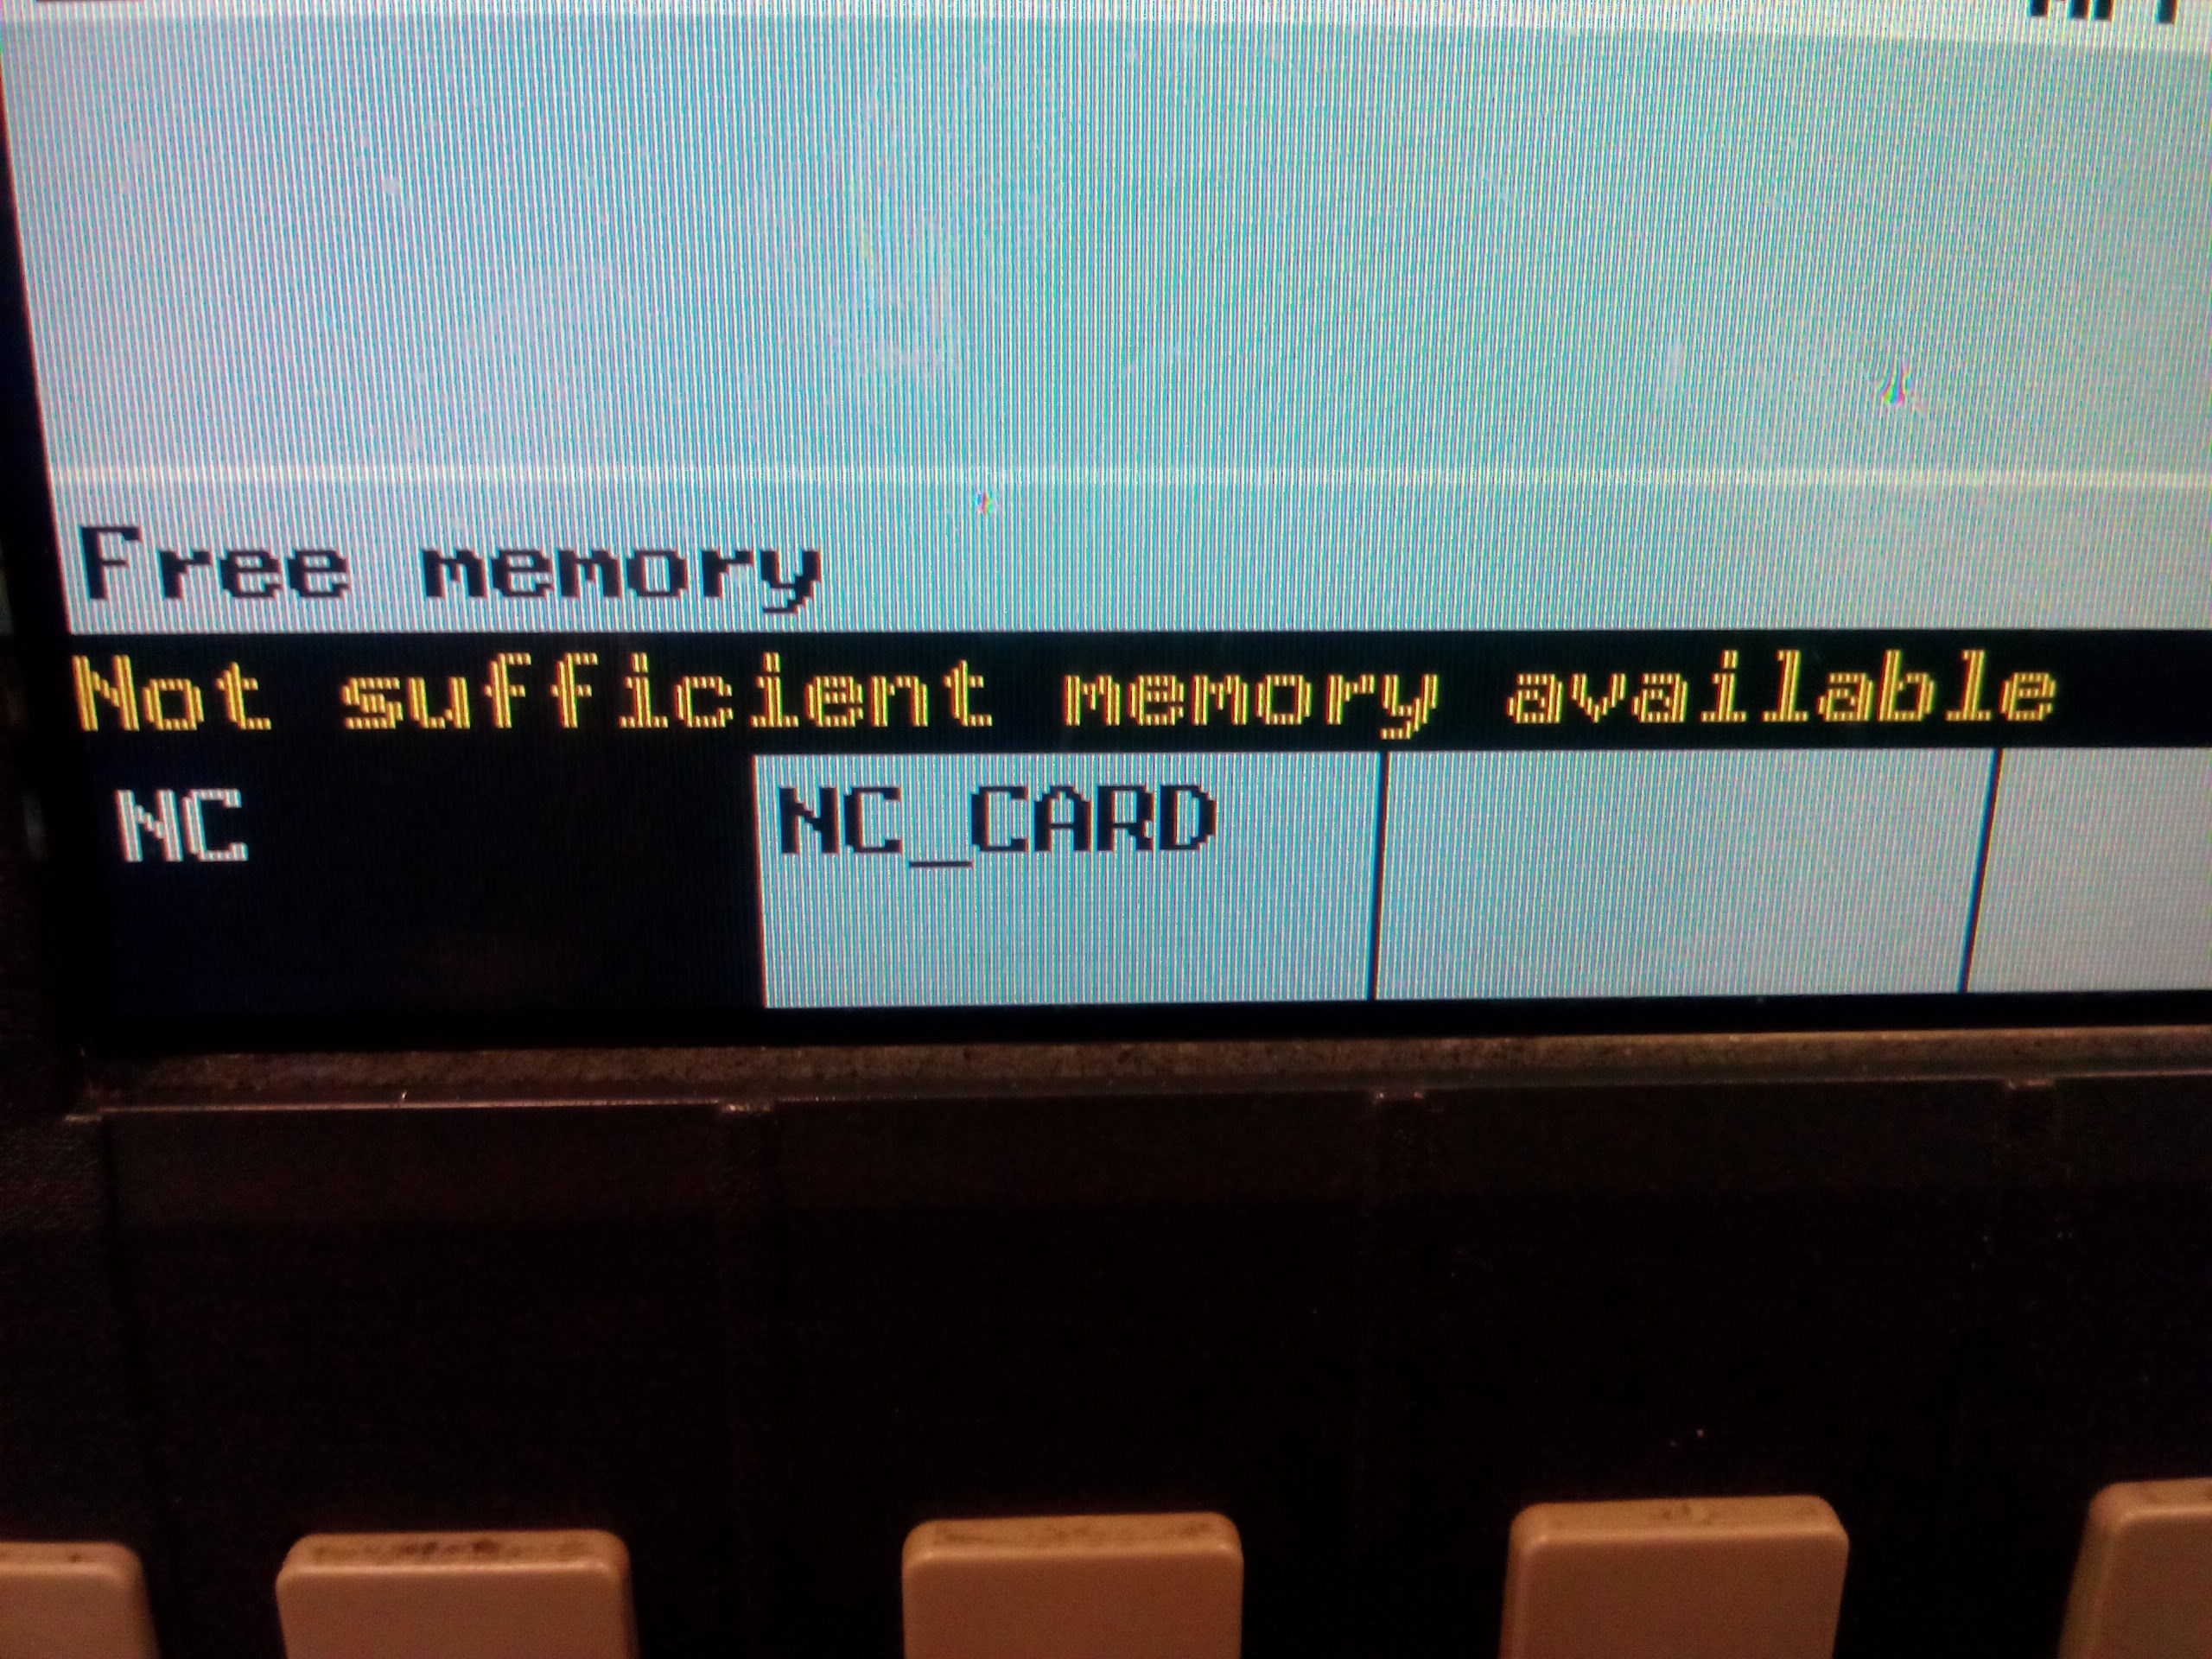 Free memory
Not sufficient memory available
NC
NC_CARD